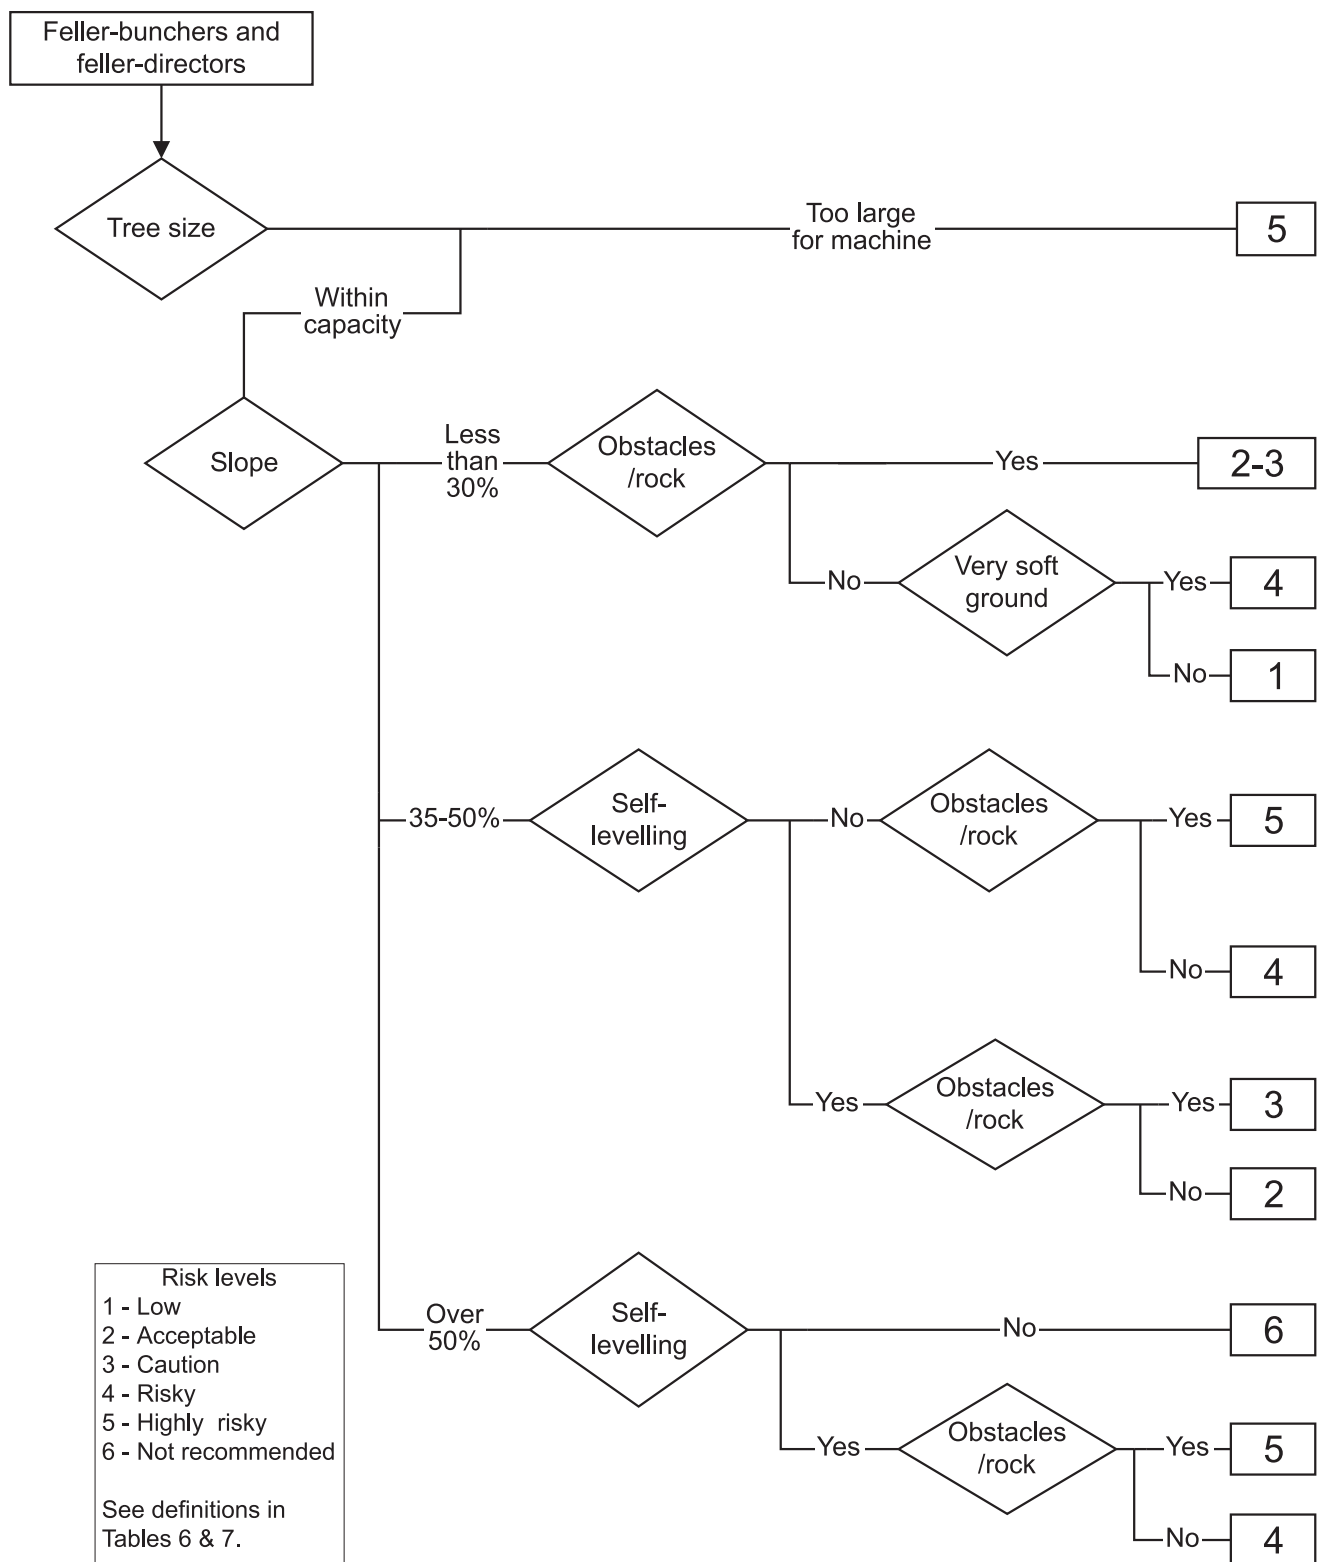 Feller-bunchers and
feller-directors
Tree size
Too large
for machine
5
Within
capacity
Slope
Less
than
30%
Obstacles
/rock
Yes
2-3
No
Very soft
ground
Yes
4
No
1
35-50%
Self-
levelling
No
Obstacles
/rock
Yes
5
No
4
Yes
Obstacles
/rock
Yes
3
No
2
Over
50%
Self-
levelling
No
6
Yes
Obstacles
/rock
Yes
5
No
4
Risk levels
1 - Low
2 - Acceptable
3 - Caution
4 - Risky
5 - Highly risky
6 - Not recommended
See definitions in
Tables 6 & 7.